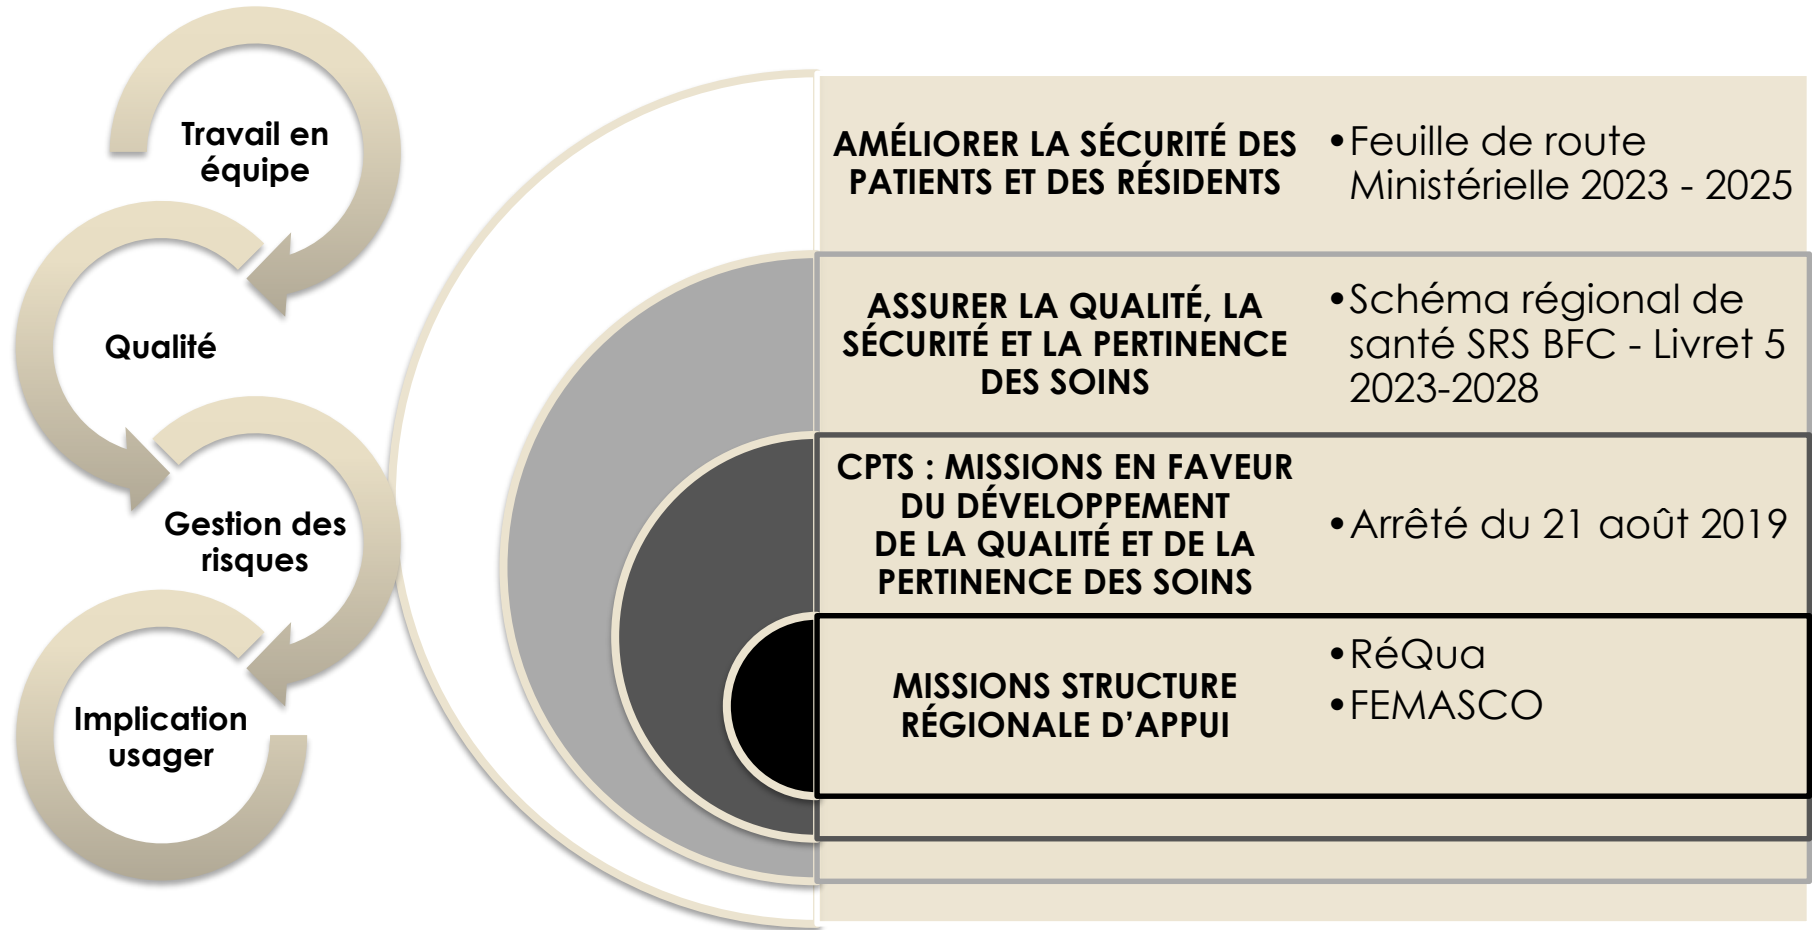 Travail en
équipe
Qualité
Gestion des
risques
Implication
usager
AMÉLIORER LA SÉCURITÉ DES
PATIENTS ET DES RÉSIDENTS
•Feuille de route
Ministérielle 2023 - 2025
ASSURER LA QUALITÉ, LA
SÉCURITÉ ET LA PERTINENCE
DES SOINS
•Schéma régional de
santé SRS BFC - Livret 5
2023-2028
CPTS : MISSIONS EN FAVEUR
DU DÉVELOPPEMENT
DE LA QUALITÉ ET DE LA
PERTINENCE DES SOINS
•Arrêté du 21 août 2019
MISSIONS STRUCTURE
RÉGIONALE D’APPUI
•RéQua
•FEMASCO